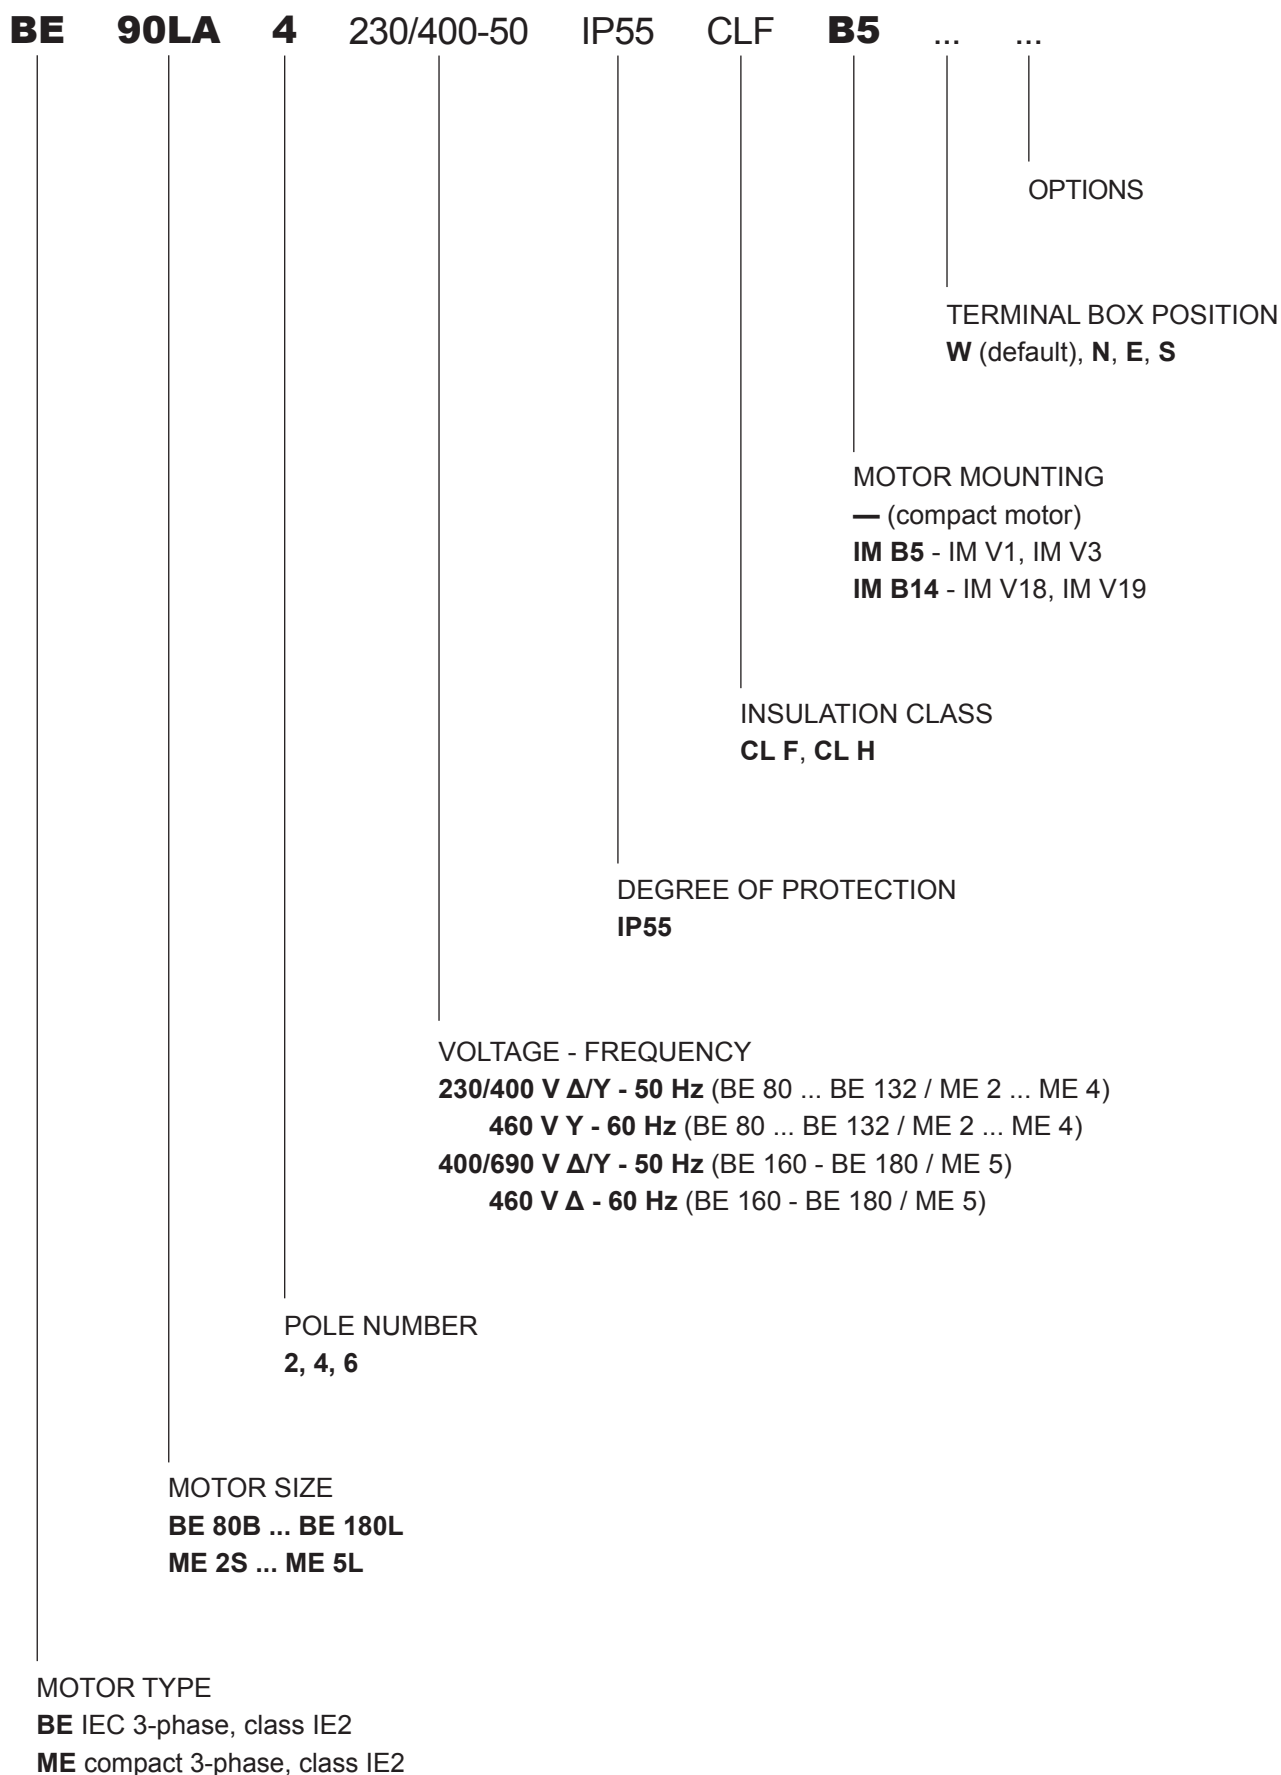 BE 90LA 4 230/400-50 IP55 CLF B5 ... ...
OPTIONS
TERMINAL BOX POSITION
W (default), N, E, S
MOTOR MOUNTING
— (compact motor)
IM B5 - IM V1, IM V3
IM B14 - IM V18, IM V19
INSULATION CLASS
CL F, CL H
DEGREE OF PROTECTION
IP55
VOLTAGE - FREQUENCY
230/400 V Δ/Y - 50 Hz (BE 80 ... BE 132 / ME 2 ... ME 4)
460 V Y - 60 Hz (BE 80 ... BE 132 / ME 2 ... ME 4)
400/690 V Δ/Y - 50 Hz (BE 160 - BE 180 / ME 5)
460 V Δ - 60 Hz (BE 160 - BE 180 / ME 5)
POLE NUMBER
2, 4, 6
MOTOR SIZE
BE 80B ... BE 180L
ME 2S ... ME 5L
MOTOR TYPE
BE IEC 3-phase, class IE2
ME compact 3-phase, class IE2